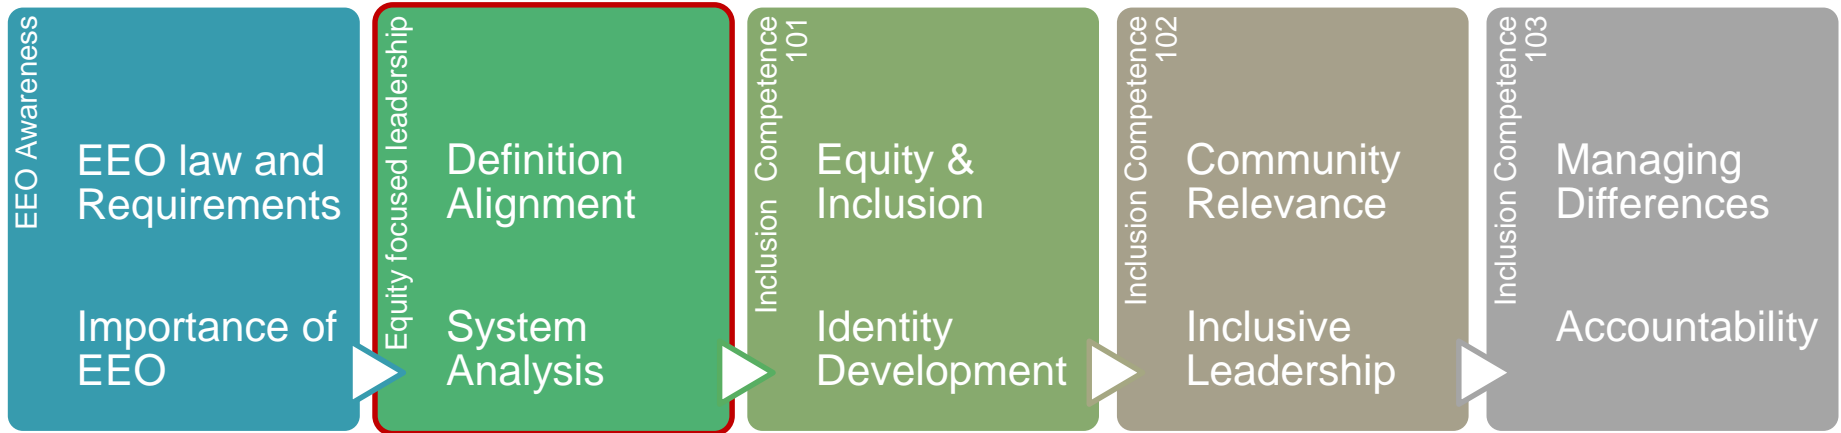 EEO Awareness
EEO law and
Requirements
Importance of
EEO
Equity focused leadership
Definition
Alignment
System
Analysis
Inclusion Competence
101
Equity &
Inclusion
Identity
Development
Inclusion Competence
102
Community
Relevance
Inclusive
Leadership
Inclusion Competence
103
Managing
Differences
Accountability